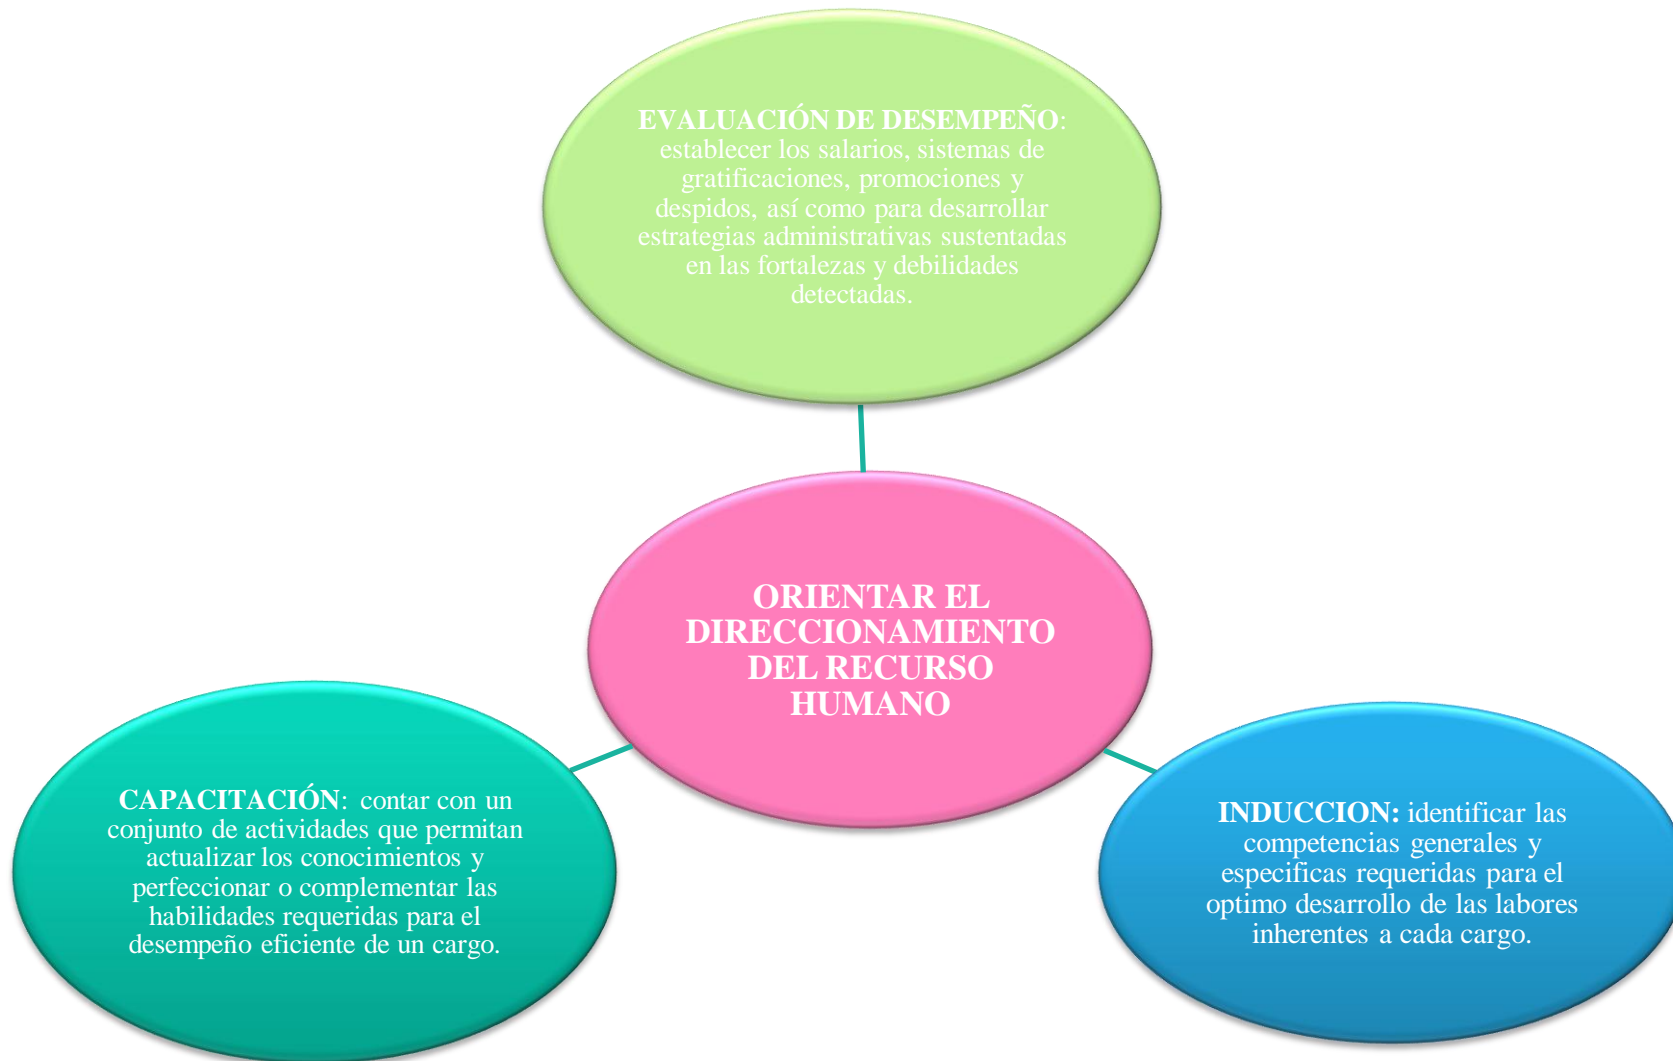 EVALUACIÓN DE DESEMPEÑO:
establecer los salarios, sistemas de
gratificaciones, promociones y
despidos, así como para desarrollar
estrategias administrativas sustentadas
en las fortalezas y debilidades
detectadas.
ORIENTAR EL
DIRECCIONAMIENTO
DEL RECURSO
HUMANO
CAPACITACIÓN: contar con un
conjunto de actividades que permitan
actualizar los conocimientos y
perfeccionar o complementar las
habilidades requeridas para el
desempeño eficiente de un cargo.
INDUCCION: identificar las
competencias generales y
especificas requeridas para el
optimo desarrollo de las labores
inherentes a cada cargo.